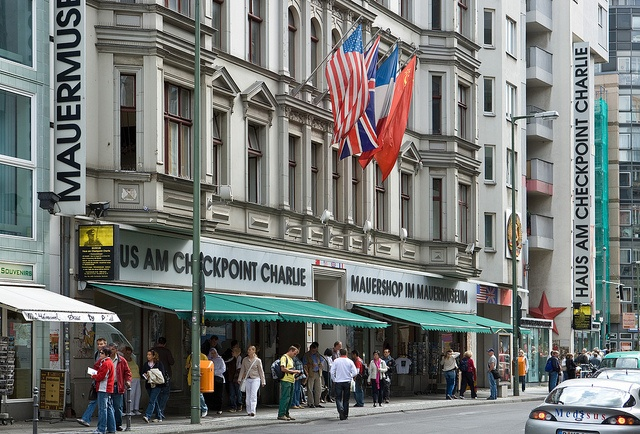 MAUERMUSE
HAUS AM CHECKPOINT CHARLIE
SOUVENIRS
US AM CHECKPOINT CHARLIE
MAUERSHOP IM MAUERMUSEUM